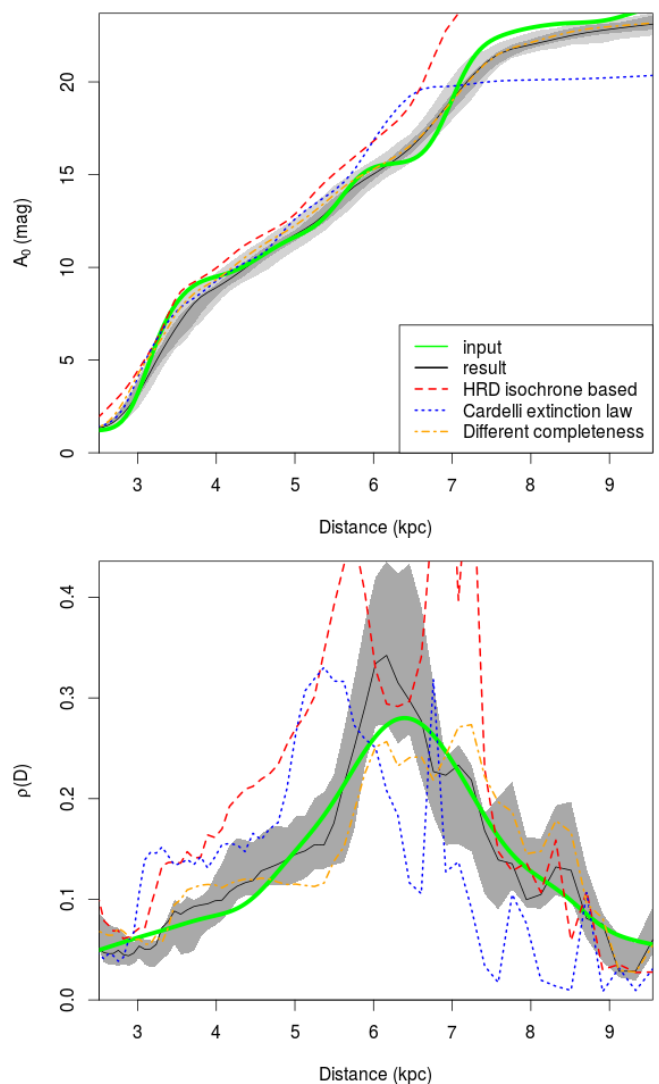 A₀ (mag)
20
15
10
5
0
input
result
HRD isochrone based
Cardelli extinction law
Different completeness
3 4 5 6 7 8 9
Distance (kpc)
ρ(D)
0.4
0.3
0.2
0.1
0.0
3 4 5 6 7 8 9
Distance (kpc)